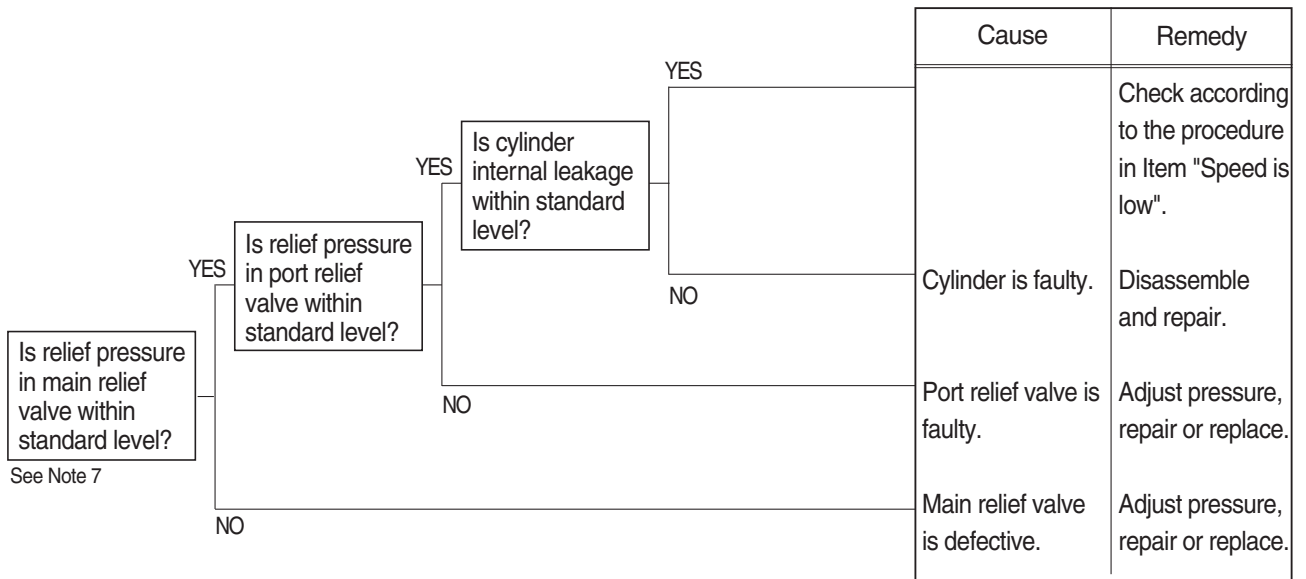 Cause
Remedy
YES
Check according
to the procedure
in Item "Speed is
low".
Is cylinder
internal leakage
within standard
level?
YES
NO
Cylinder is faulty.
Disassemble
and repair.
Is relief pressure
in port relief
valve within
standard level?
YES
NO
Port relief valve is
faulty.
Adjust pressure,
repair or replace.
Is relief pressure
in main relief
valve within
standard level?
See Note 7
NO
Main relief valve
is defective.
Adjust pressure,
repair or replace.